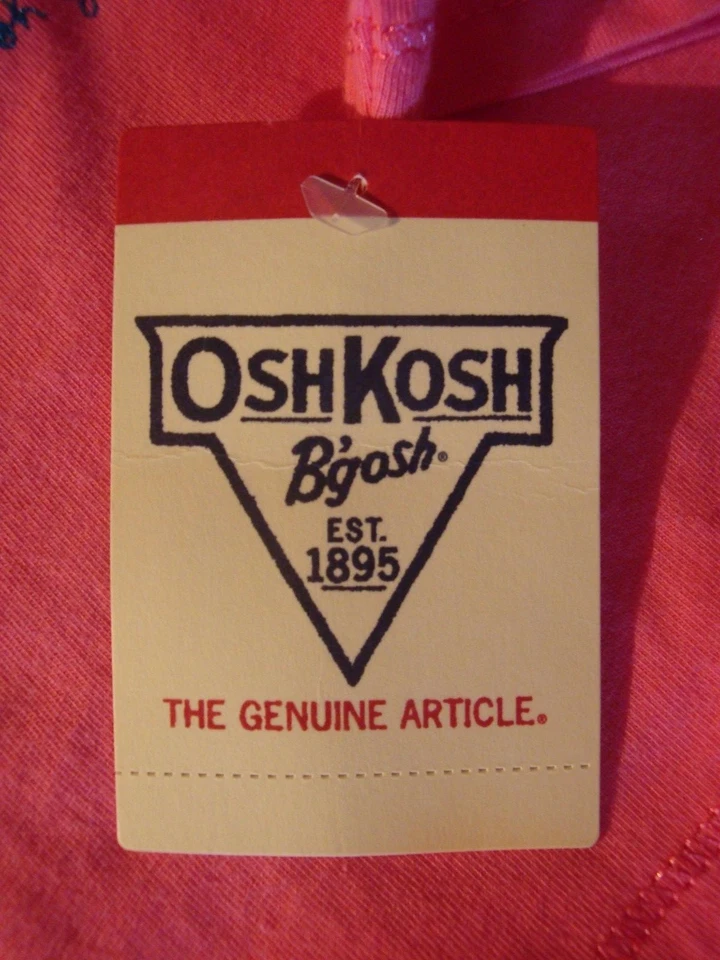 OSHKOSH
B'gosh®
EST.
1895
THE GENUINE ARTICLE.®